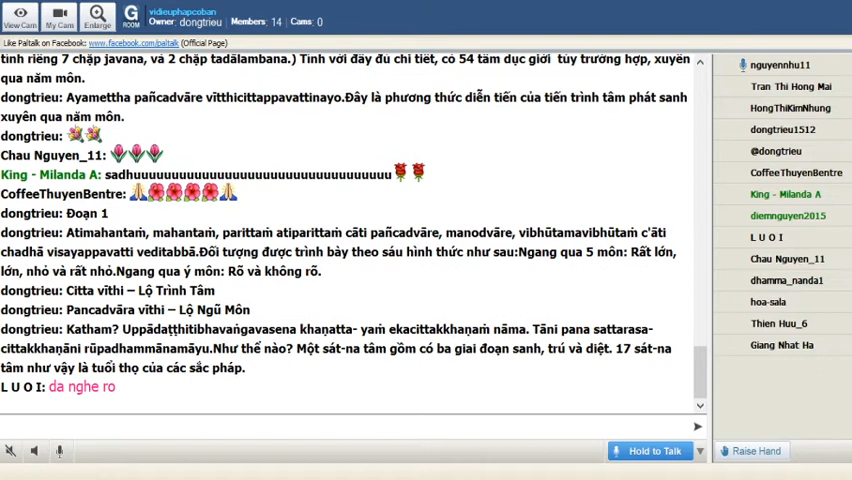 View Cam
My Cam
Enlarge
G
ROOM
vidieuphapcoban
Owner: dongtrieu Members: 14 Cams: 0
Like Paltalk on Facebook: www.facebook.com/paltalk (Official Page)
tính riêng 7 chặp javana, và 2 chặp tadālambana.) Tính với đầy đủ chi tiết, có 54 tâm dục giới tùy trường hợp, xuyên
qua năm môn.
dongtrieu: Ayamettha pañcadvāre vītthicittappavattinayo.Đây là phương thức diễn tiến của tiến trình tâm phát sanh
xuyên qua năm môn.
dongtrieu:
Chau Nguyen_11:
King - Milanda A: sadhuuuuuuuuuuuuuuuuuuuuuuuuuuuuuuuuuu
CoffeeThuyenBentre:
dongtrieu: Đoạn 1
dongtrieu: Atimahantaṁ, mahantaṁ, parittaṁ atiparittaṁ cāti pañcadvāre, manodvāre, vibhūtamavibhūtaṁ c'āti
chadhā visayappavatti veditabbā.Đối tượng được trình bày theo sáu hình thức như sau:Ngang qua 5 môn: Rất lớn,
lớn, nhỏ và rất nhỏ.Ngang qua ý môn: Rõ và không rõ.
dongtrieu: Citta vīthi – Lộ Trình Tâm
dongtrieu: Pancadvāra vīthi – Lộ Ngũ Môn
dongtrieu: Katham? Uppādaṭṭhitibhavaṅgavasena khaṇatta- yaṁ ekacittakkhaṇaṁ nāma. Tāni pana sattarasa-
cittakkhaṇāni rūpadhammānamāyu.Như thế nào? Một sát-na tâm gồm có ba giai đoạn sanh, trú và diệt. 17 sát-na
tâm như vậy là tuổi thọ của các sắc pháp.
L U O I: da nghe ro
Hold to Talk
Raise Hand
nguyennhu11
Tran Thi Hong Mai
HongThiKimNhung
dongtrieu1512
@dongtrieu
CoffeeThuyenBentre
King - Milanda A
diemnguyen2015
L U O I
Chau Nguyen_11
dhamma_nanda1
hoa-sala
Thien Huu_6
Giang Nhat Ha